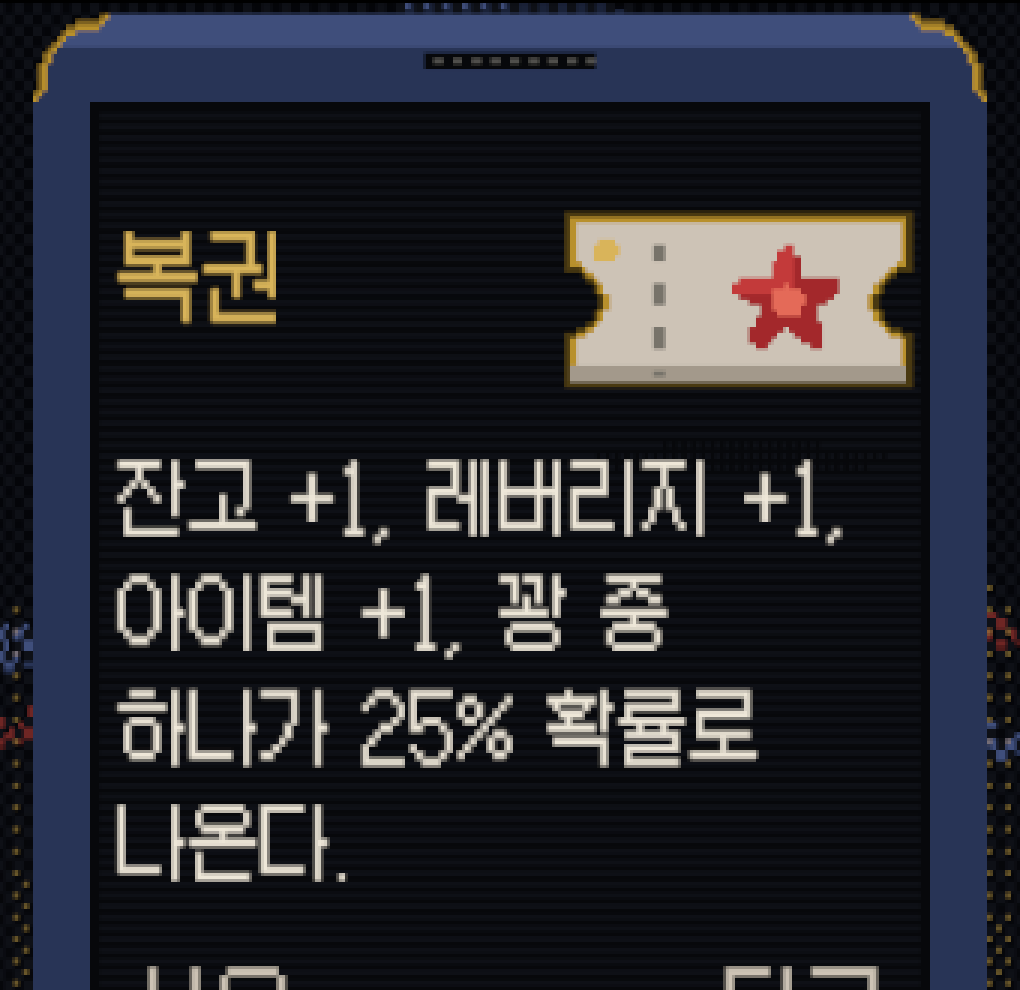 복권
잔고 +1, 레버리지 +1,
아이템 +1, 꽝 중
하나가 25% 확률로
나온다.